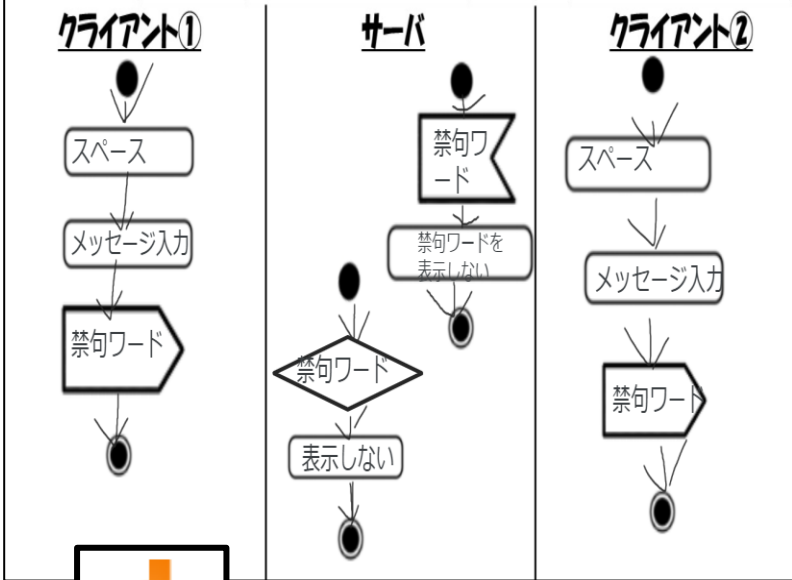 クライアント①
スペース
メッセージ入力
禁句ワード
サーバ
禁句ワ
ード
禁句ワードを
表示しない
禁句ワード
表示しない
クライアント②
スペース
メッセージ入力
禁句ワード